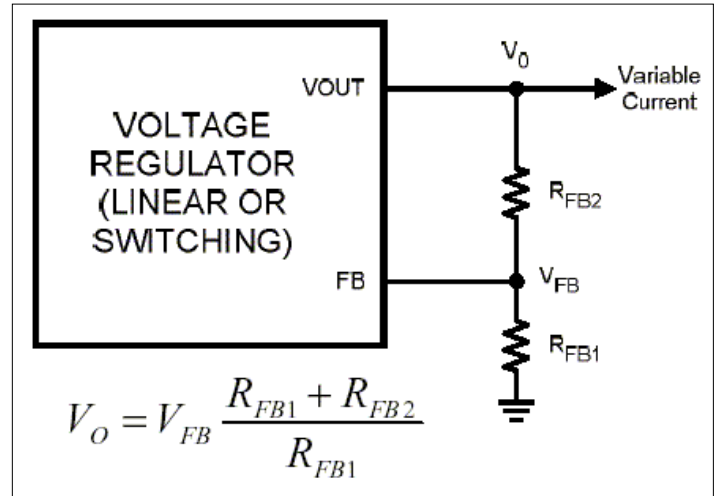 V0
VOUT
Variable
Current
VOLTAGE
REGULATOR
(LINEAR OR
SWITCHING)
RFB2
FB
VFB
RFB1
VO = VFB (RFB1 + RFB2) / RFB1